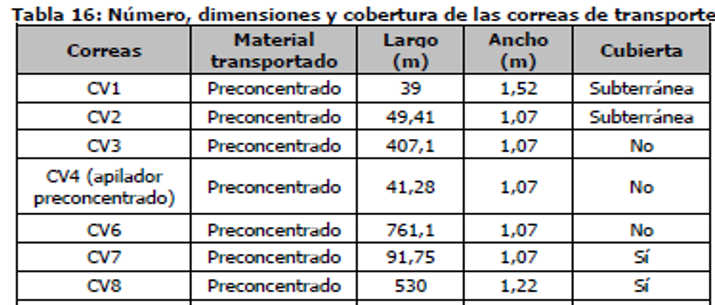 Tabla 16: Número, dimensiones y cobertura de las correas de transporte
Correas Material transportado Largo (m) Ancho (m) Cubierta
CV1 Preconcentrado 39 1,52 Subterránea
CV2 Preconcentrado 49,41 1,07 Subterránea
CV3 Preconcentrado 407,1 1,07 No
CV4 (apilador preconcentrado) Preconcentrado 41,28 1,07 No
CV6 Preconcentrado 761,1 1,07 No
CV7 Preconcentrado 91,75 1,07 Sí
CV8 Preconcentrado 530 1,22 Sí